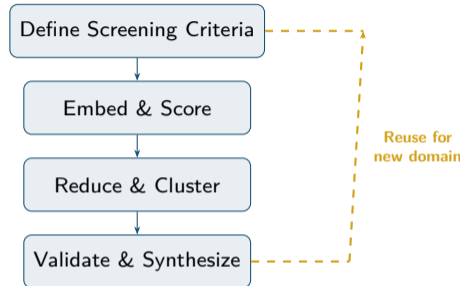 Define Screening Criteria
Embed & Score
Reduce & Cluster
Validate & Synthesize
Reuse for
new domain